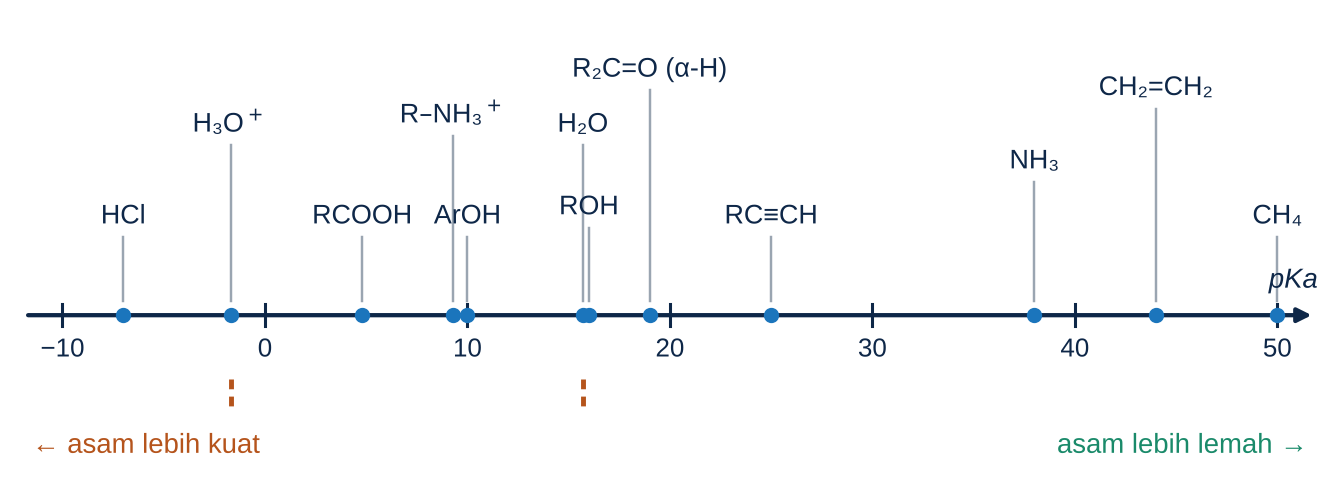 R₂C=O (α-H)
CH₂=CH₂
R–NH₃⁺
H₃O⁺
H₂O
NH₃
ROH
HCl
RCOOH
ArOH
RC≡CH
CH₄
pKa
−10
0
10
20
30
40
50
← asam lebih kuat
asam lebih lemah →